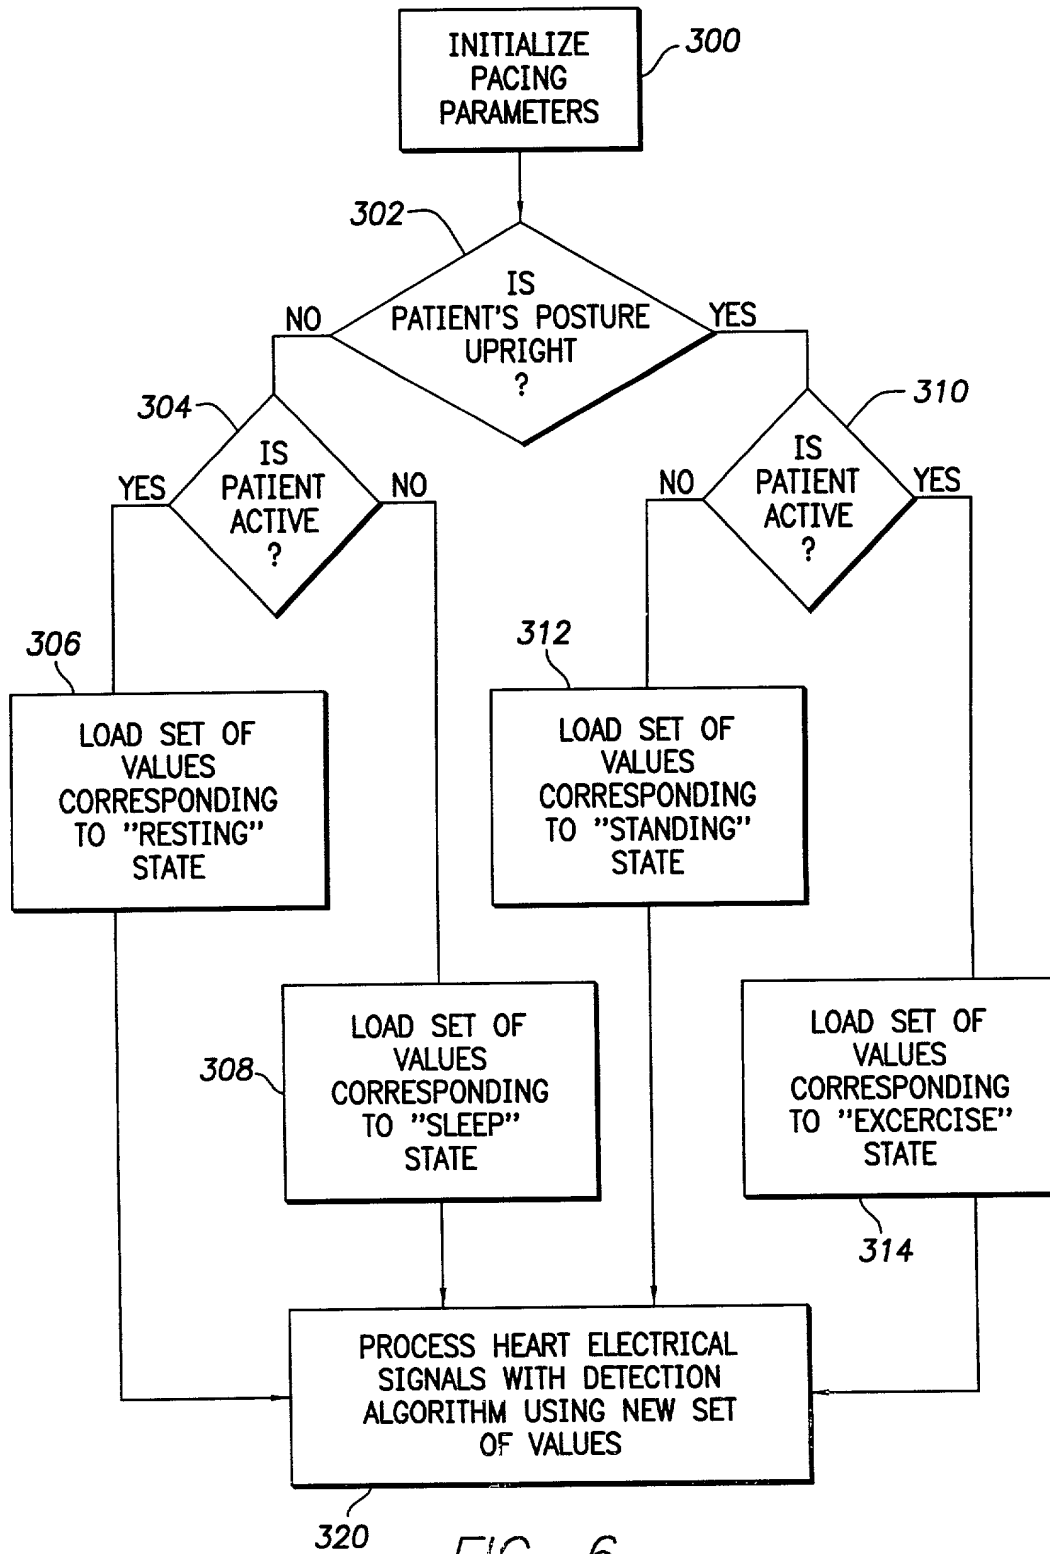 INITIALIZE
PACING
PARAMETERS
300
302
IS
PATIENT'S POSTURE
UPRIGHT
?
NO
YES
304
IS
PATIENT
ACTIVE
?
YES
NO
310
IS
PATIENT
ACTIVE
?
NO
YES
306
LOAD SET OF
VALUES
CORRESPONDING
TO "RESTING"
STATE
312
LOAD SET OF
VALUES
CORRESPONDING
TO "STANDING"
STATE
308
LOAD SET OF
VALUES
CORRESPONDING
TO "SLEEP"
STATE
LOAD SET OF
VALUES
CORRESPONDING
TO "EXCERCISE"
STATE
314
PROCESS HEART ELECTRICAL
SIGNALS WITH DETECTION
ALGORITHM USING NEW SET
OF VALUES
320
FIG. 6